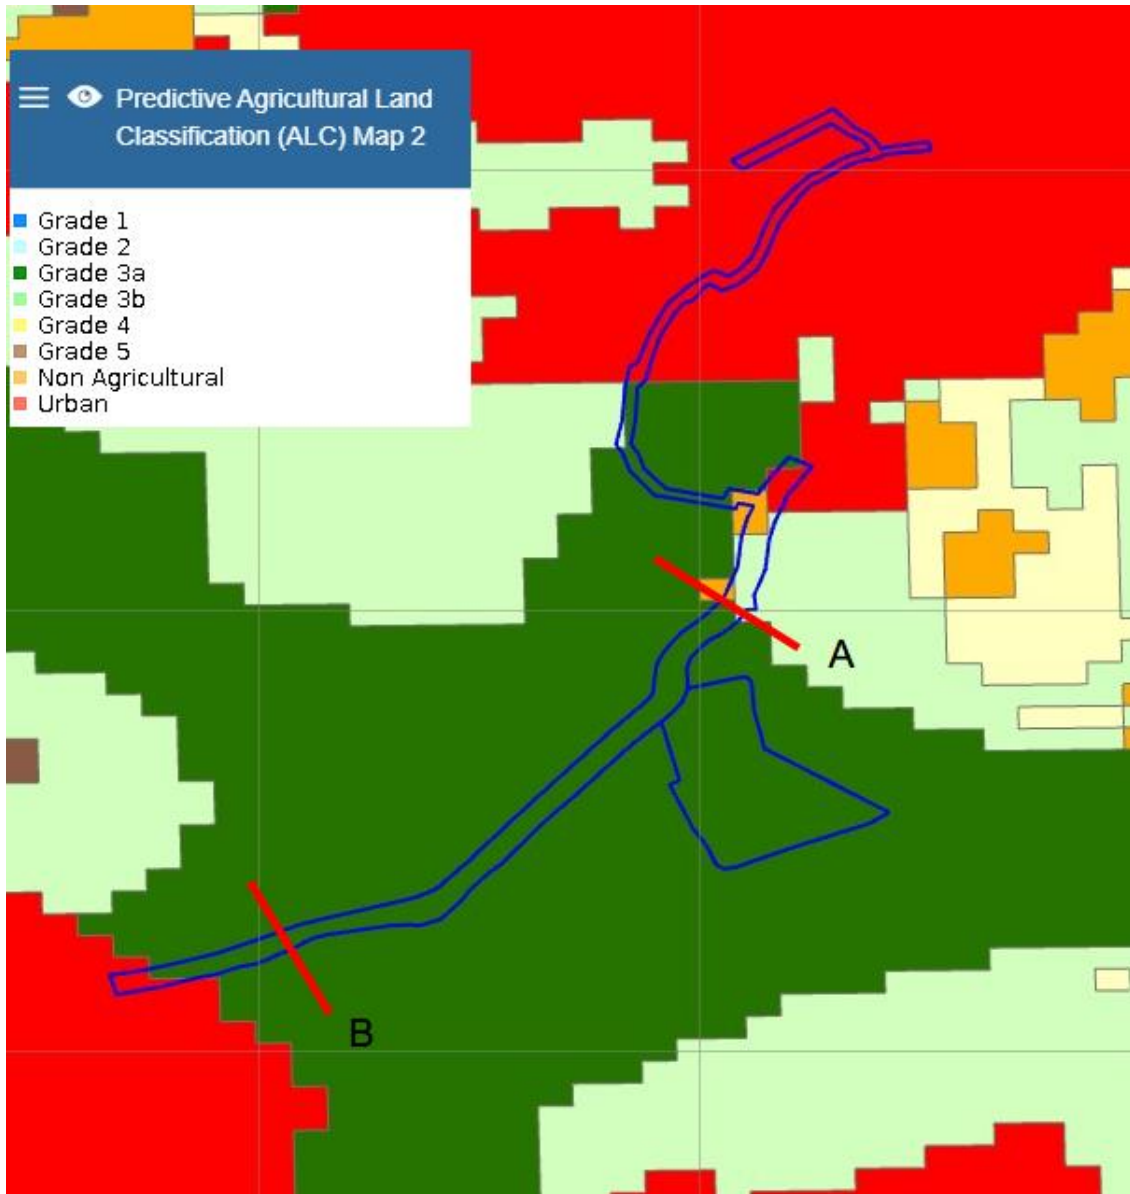 Predictive Agricultural Land
Classification (ALC) Map 2
Grade 1
Grade 2
Grade 3a
Grade 3b
Grade 4
Grade 5
Non Agricultural
Urban
A
B